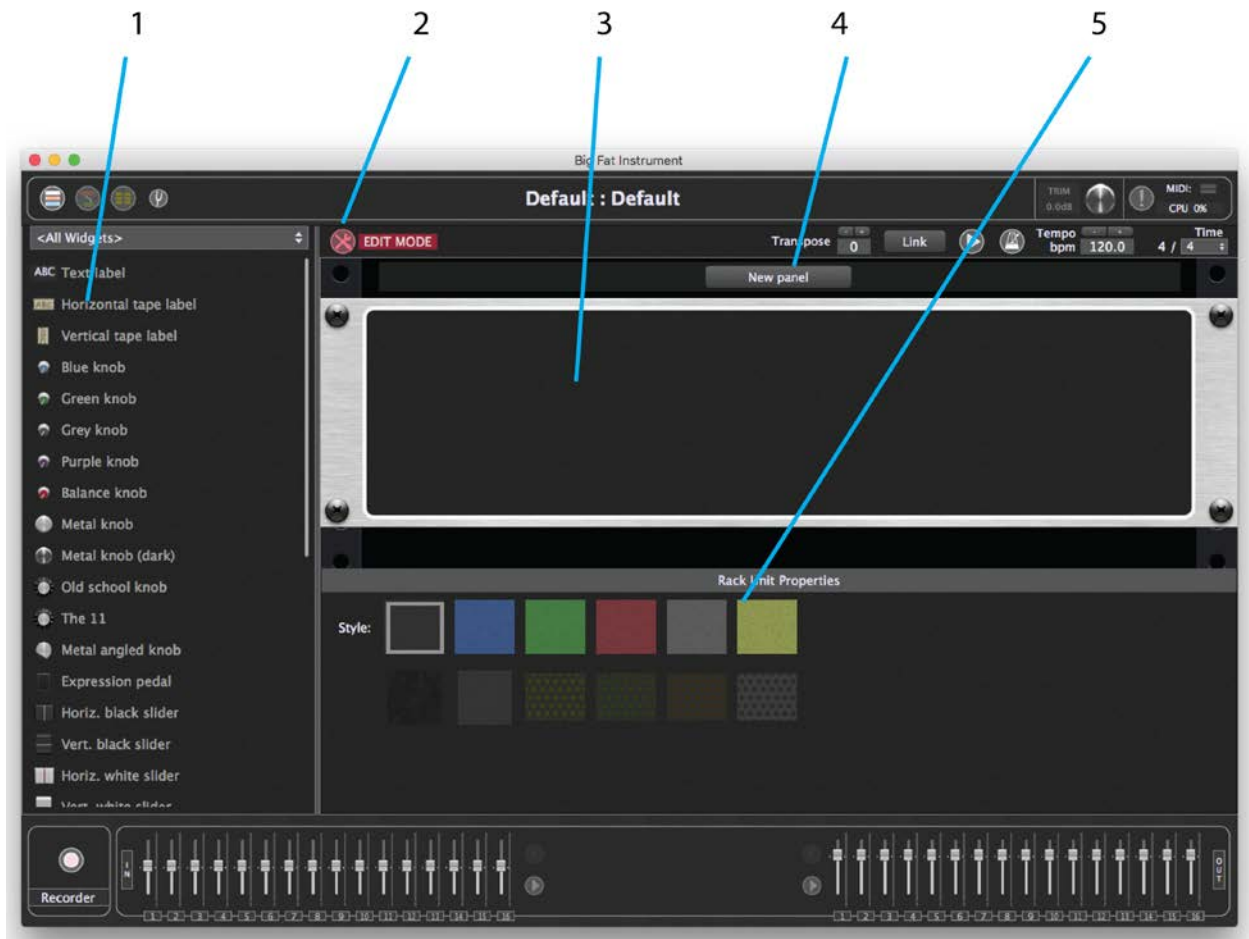 1 2 3 4 5
Big Fat Instrument
Default : Default
TRIM
0.0dB
MIDI:
CPU 0%
<All Widgets>
EDIT MODE
Transpose
0
Link
Tempo
bpm 120.0
Time
4 / 4
ABC Text label
New panel
ABC Horizontal tape label
Vertical tape label
Blue knob
Green knob
Grey knob
Purple knob
Balance knob
Metal knob
Metal knob (dark)
Old school knob
The 11
Metal angled knob
Expression pedal
Horiz. black slider
Vert. black slider
Horiz. white slider
Vert. white slider
Rack Unit Properties
Style:
Recorder
IN
1 2 3 4 5 6 7 8 9 10 11 12 13 14 15 16
1 2 3 4 5 6 7 8 9 10 11 12 13 14 15 16
OUT